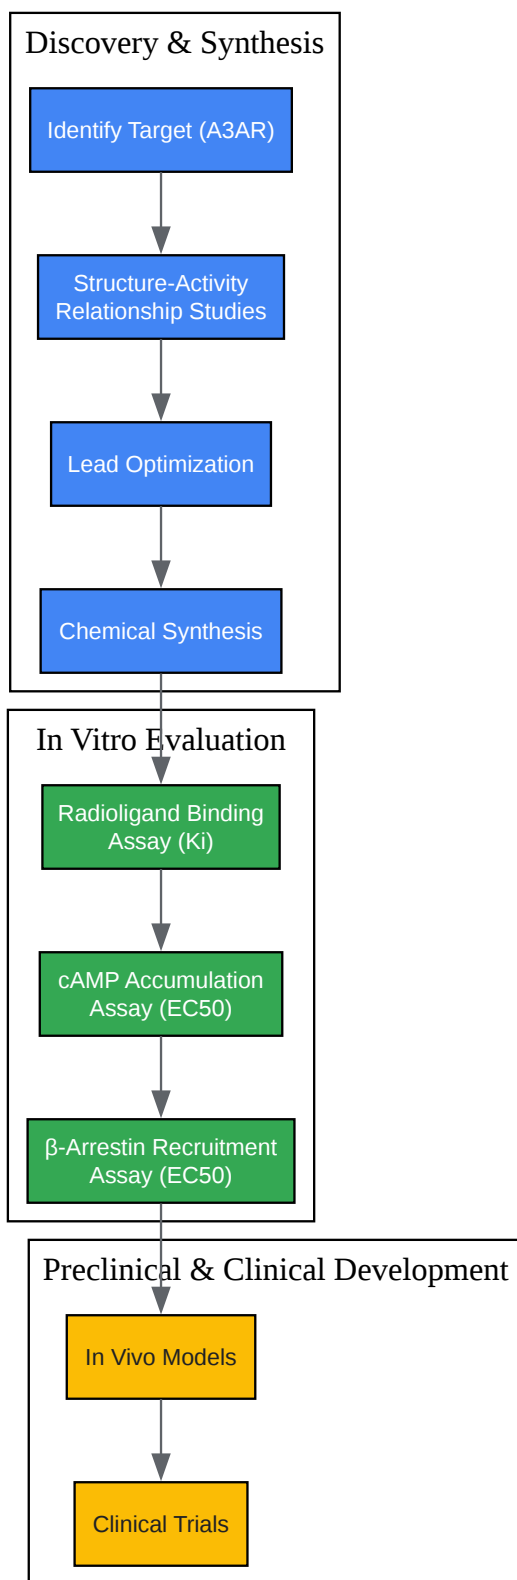 Discovery & Synthesis
Identify Target (A3AR)
Structure-Activity
Relationship Studies
Lead Optimization
Chemical Synthesis
In Vitro Evaluation
Radioligand Binding
Assay (Ki)
cAMP Accumulation
Assay (EC50)
β-Arrestin Recruitment
Assay (EC50)
Preclinical & Clinical Development
In Vivo Models
Clinical Trials